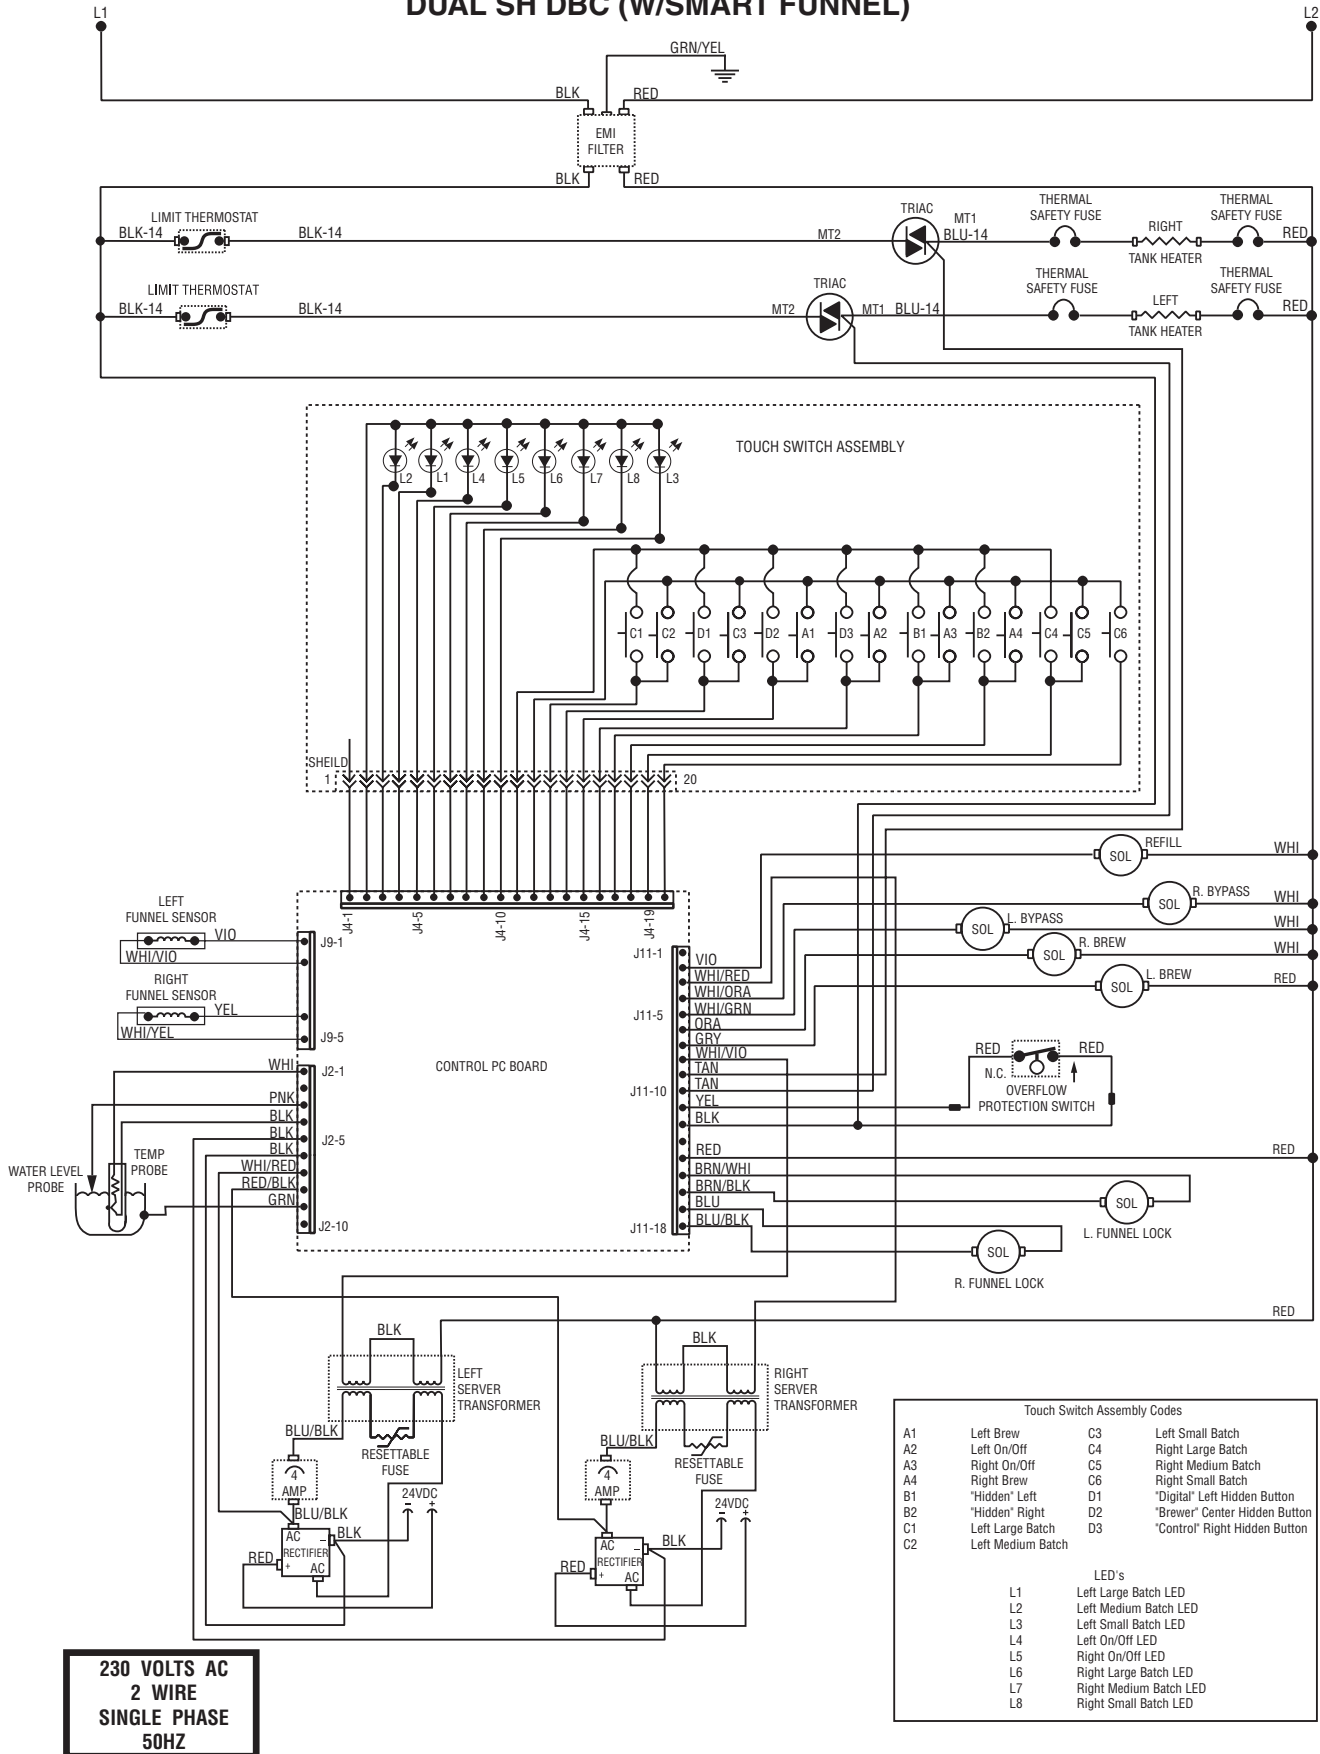 DUAL SH DBC (W/SMART FUNNEL)
L1
L2
GRN/YEL
BLK
RED
EMI
FILTER
BLK
RED
LIMIT THERMOSTAT
BLK-14
BLK-14
MT2
TRIAC
MT1
BLU-14
THERMAL
SAFETY FUSE
RIGHT
TANK HEATER
THERMAL
SAFETY FUSE
RED
LIMIT THERMOSTAT
BLK-14
BLK-14
MT2
TRIAC
MT1
BLU-14
THERMAL
SAFETY FUSE
LEFT
TANK HEATER
THERMAL
SAFETY FUSE
RED
TOUCH SWITCH ASSEMBLY
L2
L1
L4
L5
L6
L7
L8
L3
C1
C2
D1
C3
D2
A1
D3
A2
B1
A3
B2
A4
C4
C5
C6
SHEILD
1
20
J4-1
J4-5
J4-10
J4-15
J4-19
LEFT
FUNNEL SENSOR
VIO
WHI/VIO
RIGHT
FUNNEL SENSOR
YEL
WHI/YEL
J9-1
J9-5
CONTROL PC BOARD
WHI
PNK
BLK
BLK
BLK
WHI/RED
RED/BLK
GRN
J2-1
J2-5
J2-10
WATER LEVEL
PROBE
TEMP
PROBE
J11-1
J11-5
J11-10
J11-18
VIO
WHI/RED
WHI/ORA
WHI/GRN
ORA
GRY
WHI/VIO
TAN
TAN
YEL
BLK
RED
BRN/WHI
BRN/BLK
BLU
BLU/BLK
SOL
REFILL
WHI
SOL
R. BYPASS
WHI
SOL
L. BYPASS
WHI
SOL
R. BREW
WHI
SOL
L. BREW
RED
RED
RED
N.C.
OVERFLOW
PROTECTION SWITCH
RED
SOL
L. FUNNEL LOCK
SOL
R. FUNNEL LOCK
RED
BLK
LEFT
SERVER
TRANSFORMER
BLU/BLK
RESETTABLE
FUSE
4
AMP
BLU/BLK
24VDC
-
+
AC
–
RECTIFIER
+
AC
BLK
RED
BLK
RIGHT
SERVER
TRANSFORMER
BLU/BLK
RESETTABLE
FUSE
4
AMP
24VDC
-
+
AC
–
RECTIFIER
+
AC
BLK
RED
Touch Switch Assembly Codes
A1 Left Brew C3 Left Small Batch
A2 Left On/Off C4 Right Large Batch
A3 Right On/Off C5 Right Medium Batch
A4 Right Brew C6 Right Small Batch
B1 "Hidden" Left D1 "Digital" Left Hidden Button
B2 "Hidden" Right D2 "Brewer" Center Hidden Button
C1 Left Large Batch D3 "Control" Right Hidden Button
C2 Left Medium Batch
LED's
L1 Left Large Batch LED
L2 Left Medium Batch LED
L3 Left Small Batch LED
L4 Left On/Off LED
L5 Right On/Off LED
L6 Right Large Batch LED
L7 Right Medium Batch LED
L8 Right Small Batch LED
230 VOLTS AC
2 WIRE
SINGLE PHASE
50HZ